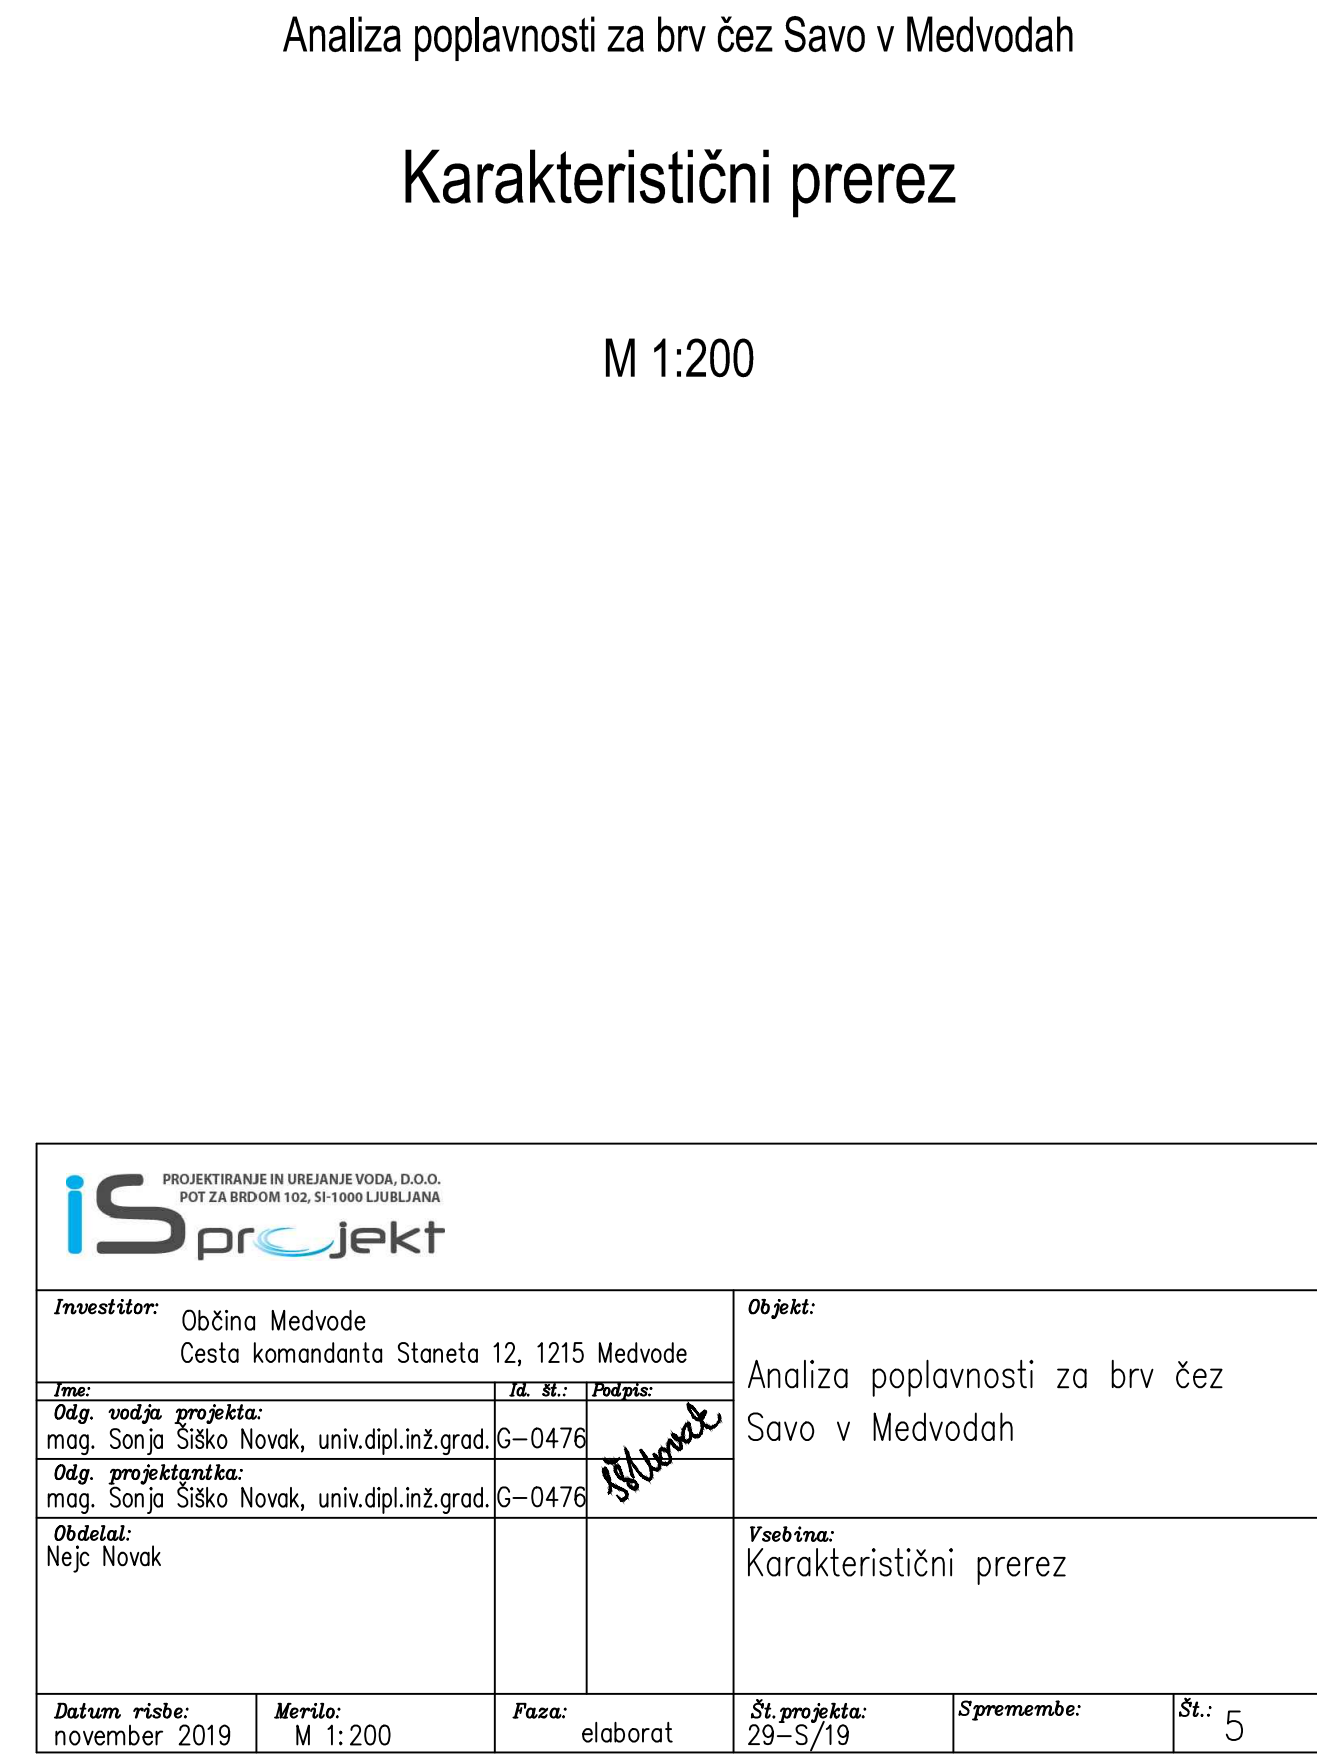 Analiza poplavnosti za brv čez Savo v Medvodah
Karakteristični prerez
M 1:200
PROJEKTIRANJE IN UREJANJE VODA, D.O.O.
POT ZA BRDOM 102, SI-1000 LJUBLJANA
iS projekt
Investitor:
Občina Medvode
Cesta komandanta Staneta 12, 1215 Medvode
Objekt:
Analiza poplavnosti za brv čez
Savo v Medvodah
Ime: Id. št.: Podpis:
Odg. vodja projekta:
mag. Sonja Šiško Novak, univ.dipl.inž.grad. G-0476
Odg. projektantka:
mag. Sonja Šiško Novak, univ.dipl.inž.grad. G-0476
SŠNovak
Obdelal:
Nejc Novak
Vsebina:
Karakteristični prerez
Datum risbe:
november 2019
Merilo:
M 1:200
Faza:
elaborat
Št.projekta:
29-S/19
Spremembe:
Št.: 5